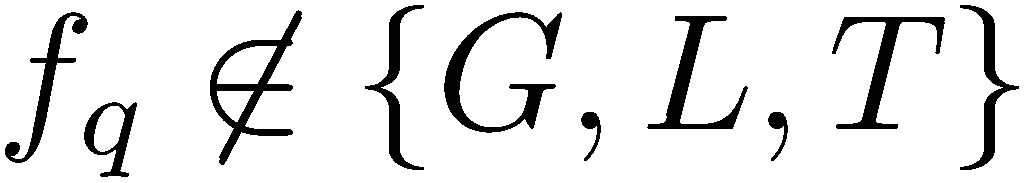 f_q ∉ {G, L, T}